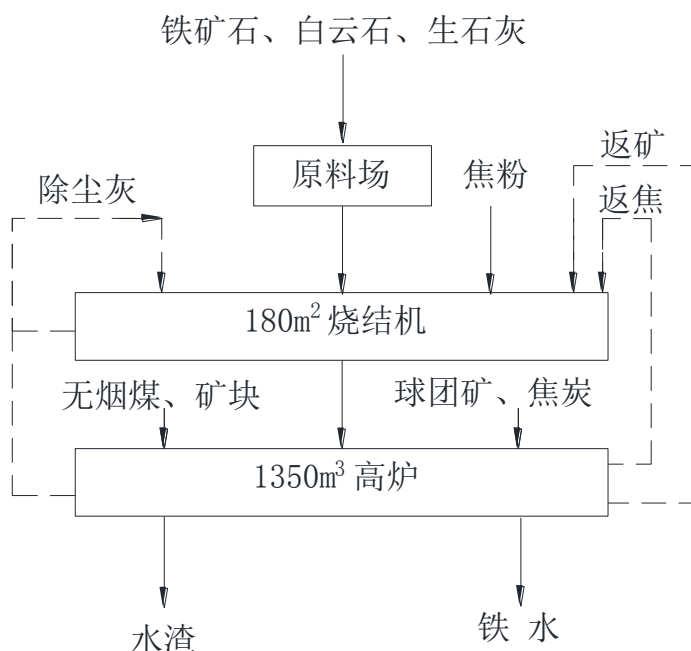 铁矿石、白云石、生石灰
返矿
除尘灰
原料场
焦粉
返焦
180m² 烧结机
无烟煤、矿块
球团矿、焦炭
1350m³ 高炉
水渣
铁 水